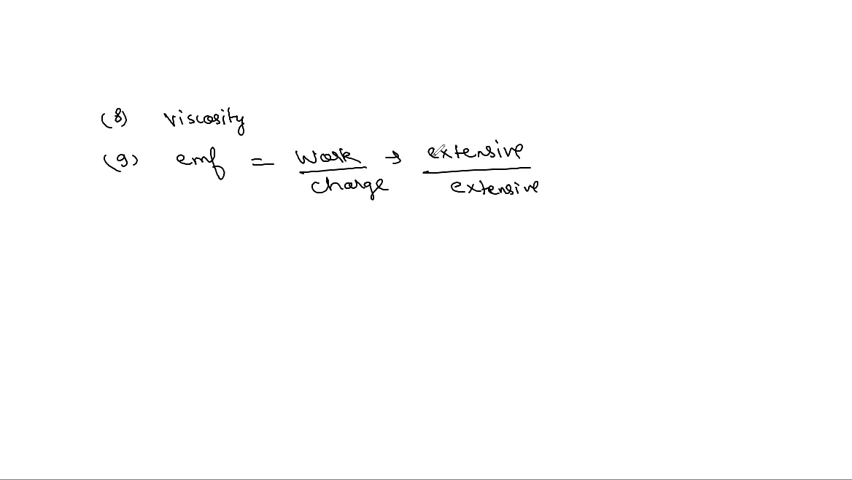 (8) Viscosity
(9) emf = Work/charge → extensive/extensive